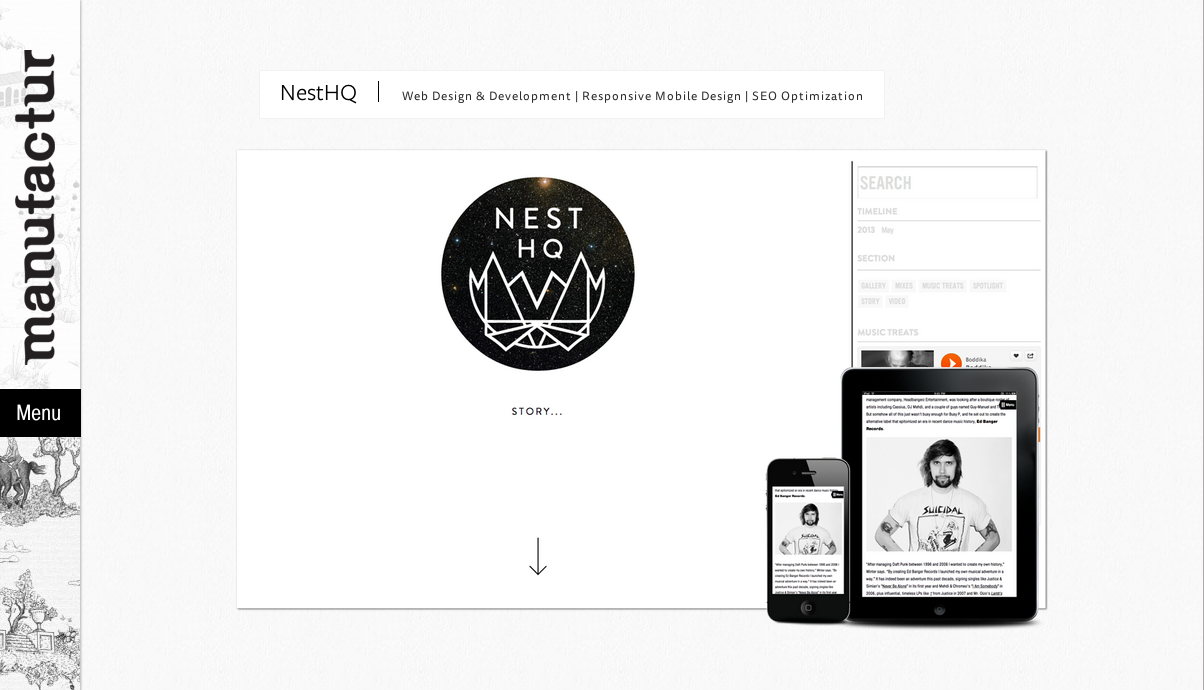 manufactur
Menu
NestHQ
Web Design & Development | Responsive Mobile Design | SEO Optimization
NEST
HQ
STORY...
SEARCH
TIMELINE
2013 May
SECTION
GALLERY MIXES MUSIC TREATS SPOTLIGHT
STORY VIDEO
MUSIC TREATS
Boddika
management company, Headbangers Entertainment, was looking after a boutique
artists including Cassius, DJ Mehdi, and a couple of guys named Guy-Manuel and
Menu
But somehow all of this just wasn't busy enough for Busy P, and he set out to create the
alternative label that epitomized an era in recent dance music history, Ed Banger
Records.
SUICIDAL
"After managing Daft Punk between 1996 and 2008 I wanted to create my own history,"
Winter says. "By creating Ed Banger Records I launched my own musical adventure in
a way." It has indeed been an adventure this past decade, signing singles like Justice &
Simian's "Never Be Alone" in its first year and Mehdi & Chromeo's "I Am Somebody" in
2008, plus influential, timeless LPs like † from Justice in 2007 and Mr. Oizo's
that epitomized an era in recent dance music history,
Menu
Ed Banger Records.
"After managing Daft Punk between 1996 and 2008 I
wanted to create my own history," Winter says. "By
creating Ed Banger Records I launched my own
musical adventure in a way." It has indeed been an
adventure this past decade, signing singles like
Justice & Simian's "Never Be Alone" in its first year